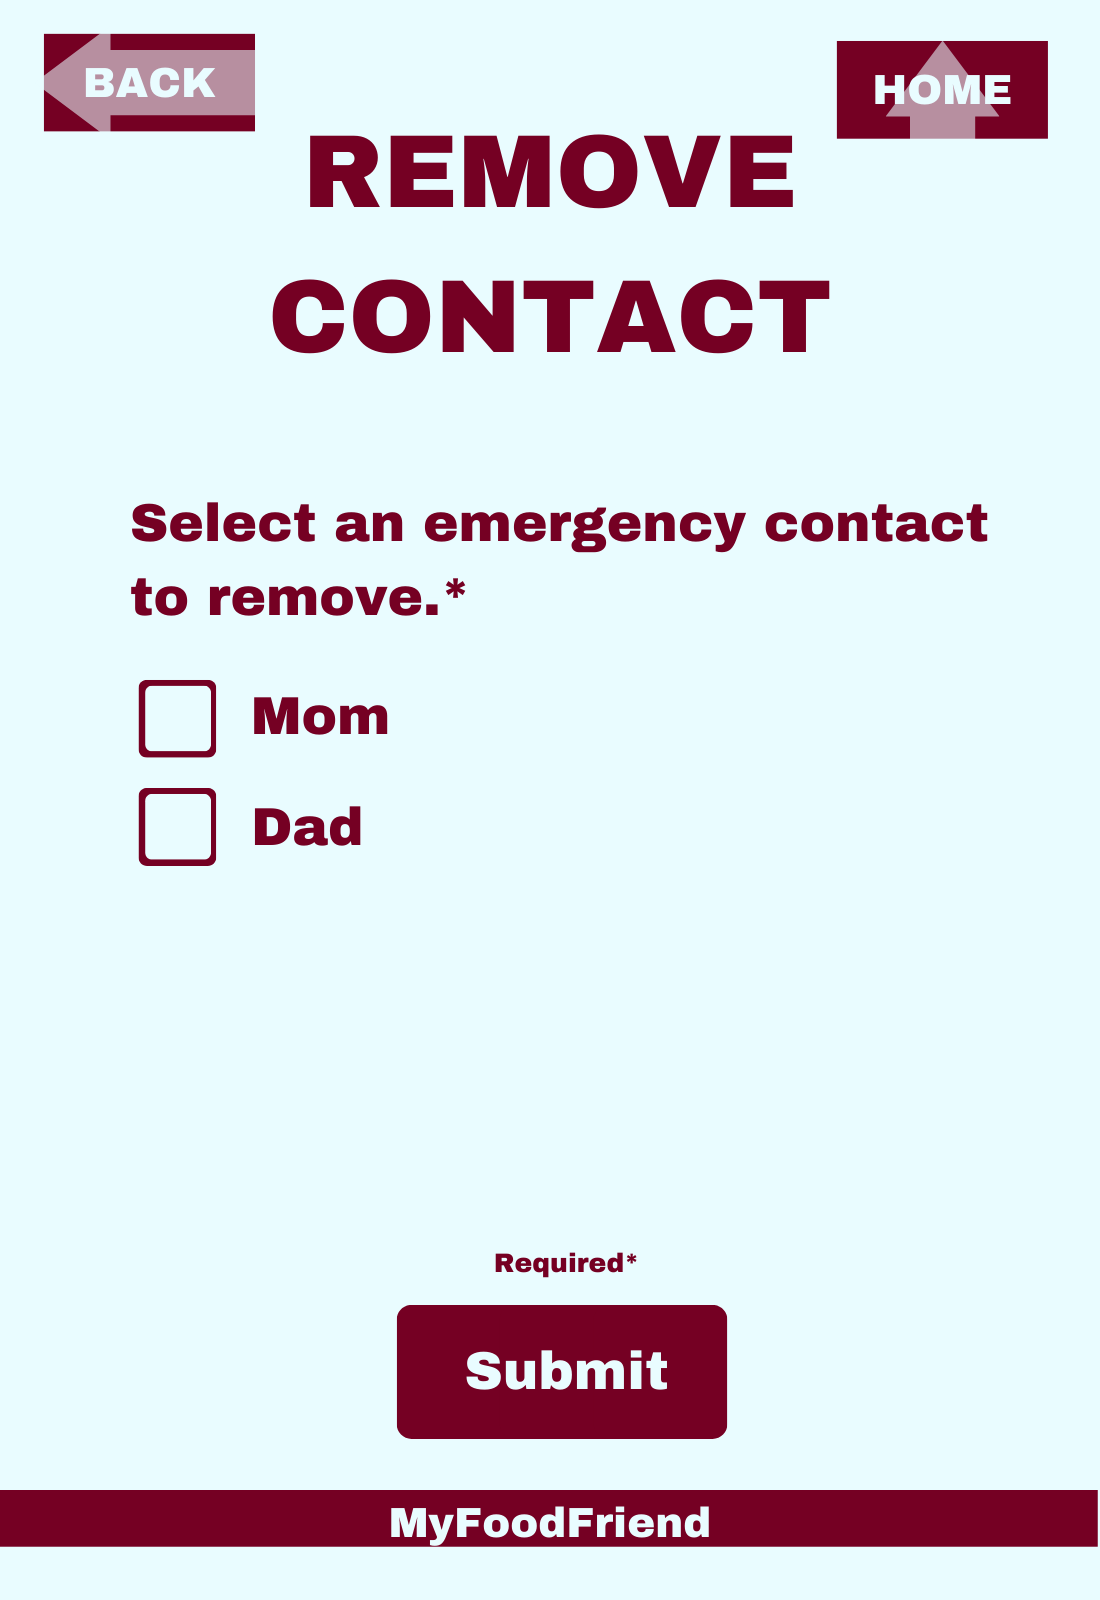 BACK
HOME
REMOVE
CONTACT
Select an emergency contact
to remove.*
Mom
Dad
Required*
Submit
MyFoodFriend